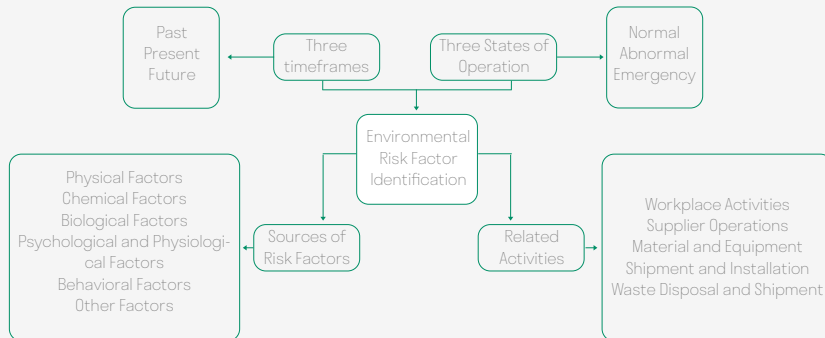 Past
Present
Future
Three
timeframes
Three States of
Operation
Normal
Abnormal
Emergency
Environmental
Risk Factor
Identification
Physical Factors
Chemical Factors
Biological Factors
Psychological and Physiologi-
cal Factors
Behavioral Factors
Other Factors
Sources of
Risk Factors
Related
Activities
Workplace Activities
Supplier Operations
Material and Equipment
Shipment and Installation
Waste Disposal and Shipment